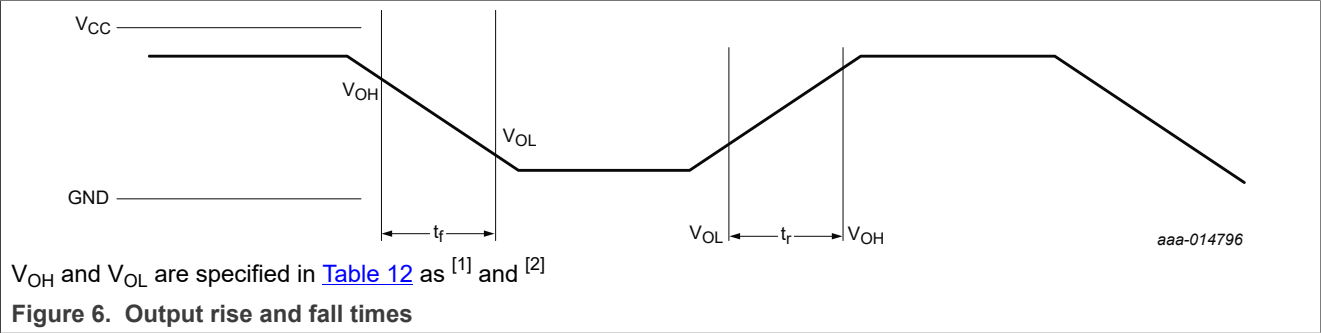 VCC
VOH
VOL
GND
tf
VOL
tr
VOH
aaa-014796
VOH and VOL are specified in Table 12 as [1] and [2]
Figure 6. Output rise and fall times